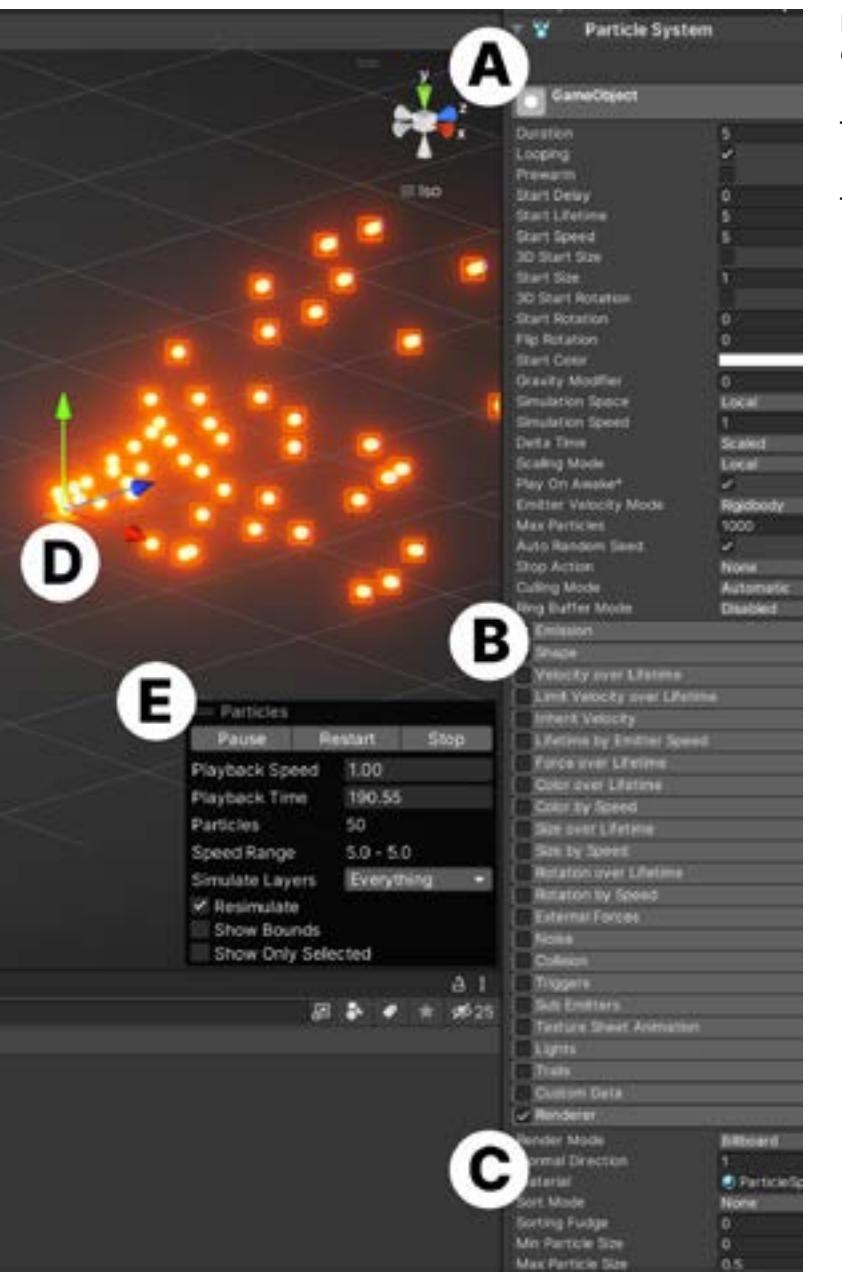 A
Particle System
GameObject
Duration 5
Looping
Prewarm
Start Delay 0
Start Lifetime 5
Start Speed 5
3D Start Size
Start Size 1
3D Start Rotation
Start Rotation 0
Flip Rotation 0
Start Color
Gravity Modifier 0
Simulation Space Local
Simulation Speed 1
Delta Time Scaled
Scaling Mode Local
Play On Awake*
Emitter Velocity Mode Rigidbody
Max Particles 1000
Auto Random Seed
Stop Action None
Culling Mode Automatic
Ring Buffer Mode Disabled
B
Emission
Shape
Velocity over Lifetime
Limit Velocity over Lifetime
Inherit Velocity
Lifetime by Emitter Speed
Force over Lifetime
Color over Lifetime
Color by Speed
Size over Lifetime
Size by Speed
Rotation over Lifetime
Rotation by Speed
External Forces
Noise
Collision
Triggers
Sub Emitters
Texture Sheet Animation
Lights
Trails
Custom Data
Renderer
C
Render Mode Billboard
ormal Direction 1
aterial ParticleSp
Sort Mode None
Sorting Fudge 0
Min Particle Size 0
Max Particle Size 0.5
y
z
x
Iso
D
E
Particles
Pause Restart Stop
Playback Speed 1.00
Playback Time 190.55
Particles 50
Speed Range 5.0 - 5.0
Simulate Layers Everything
Resimulate
Show Bounds
Show Only Selected
25